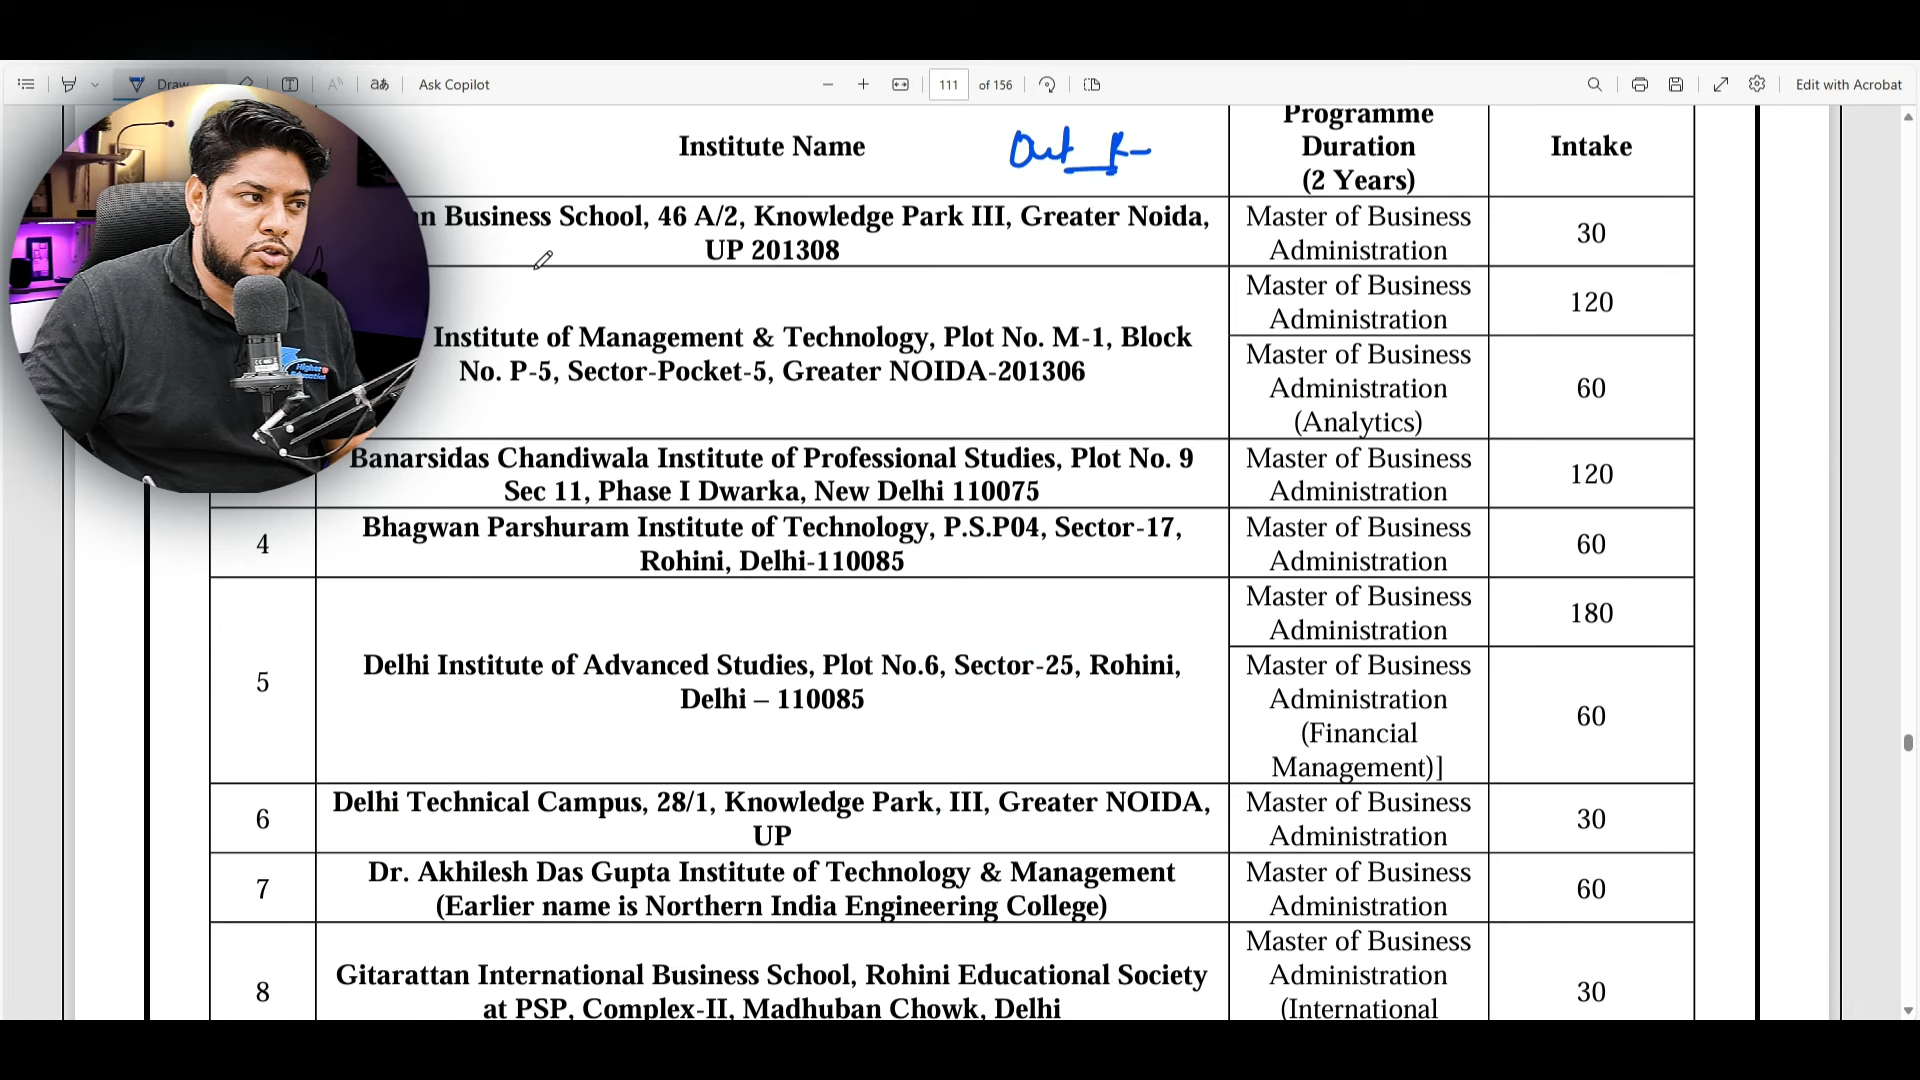 Draw
Ask Copilot
111 of 156
Edit with Acrobat
Institute Name
Out
Programme
Duration
(2 Years)
Intake
Business School, 46 A/2, Knowledge Park III, Greater Noida,
UP 201308
Master of Business
Administration
30
Institute of Management & Technology, Plot No. M-1, Block
No. P-5, Sector-Pocket-5, Greater NOIDA-201306
Master of Business
Administration
120
Master of Business
Administration
(Analytics)
60
Banarsidas Chandiwala Institute of Professional Studies, Plot No. 9
Sec 11, Phase I Dwarka, New Delhi 110075
Master of Business
Administration
120
4
Bhagwan Parshuram Institute of Technology, P.S.P04, Sector-17,
Rohini, Delhi-110085
Master of Business
Administration
60
5
Delhi Institute of Advanced Studies, Plot No.6, Sector-25, Rohini,
Delhi – 110085
Master of Business
Administration
180
Master of Business
Administration
(Financial
Management)]
60
6
Delhi Technical Campus, 28/1, Knowledge Park, III, Greater NOIDA,
UP
Master of Business
Administration
30
7
Dr. Akhilesh Das Gupta Institute of Technology & Management
(Earlier name is Northern India Engineering College)
Master of Business
Administration
60
8
Gitarattan International Business School, Rohini Educational Society
at PSP, Complex-II, Madhuban Chowk, Delhi
Master of Business
Administration
(International
30
Higher
Education